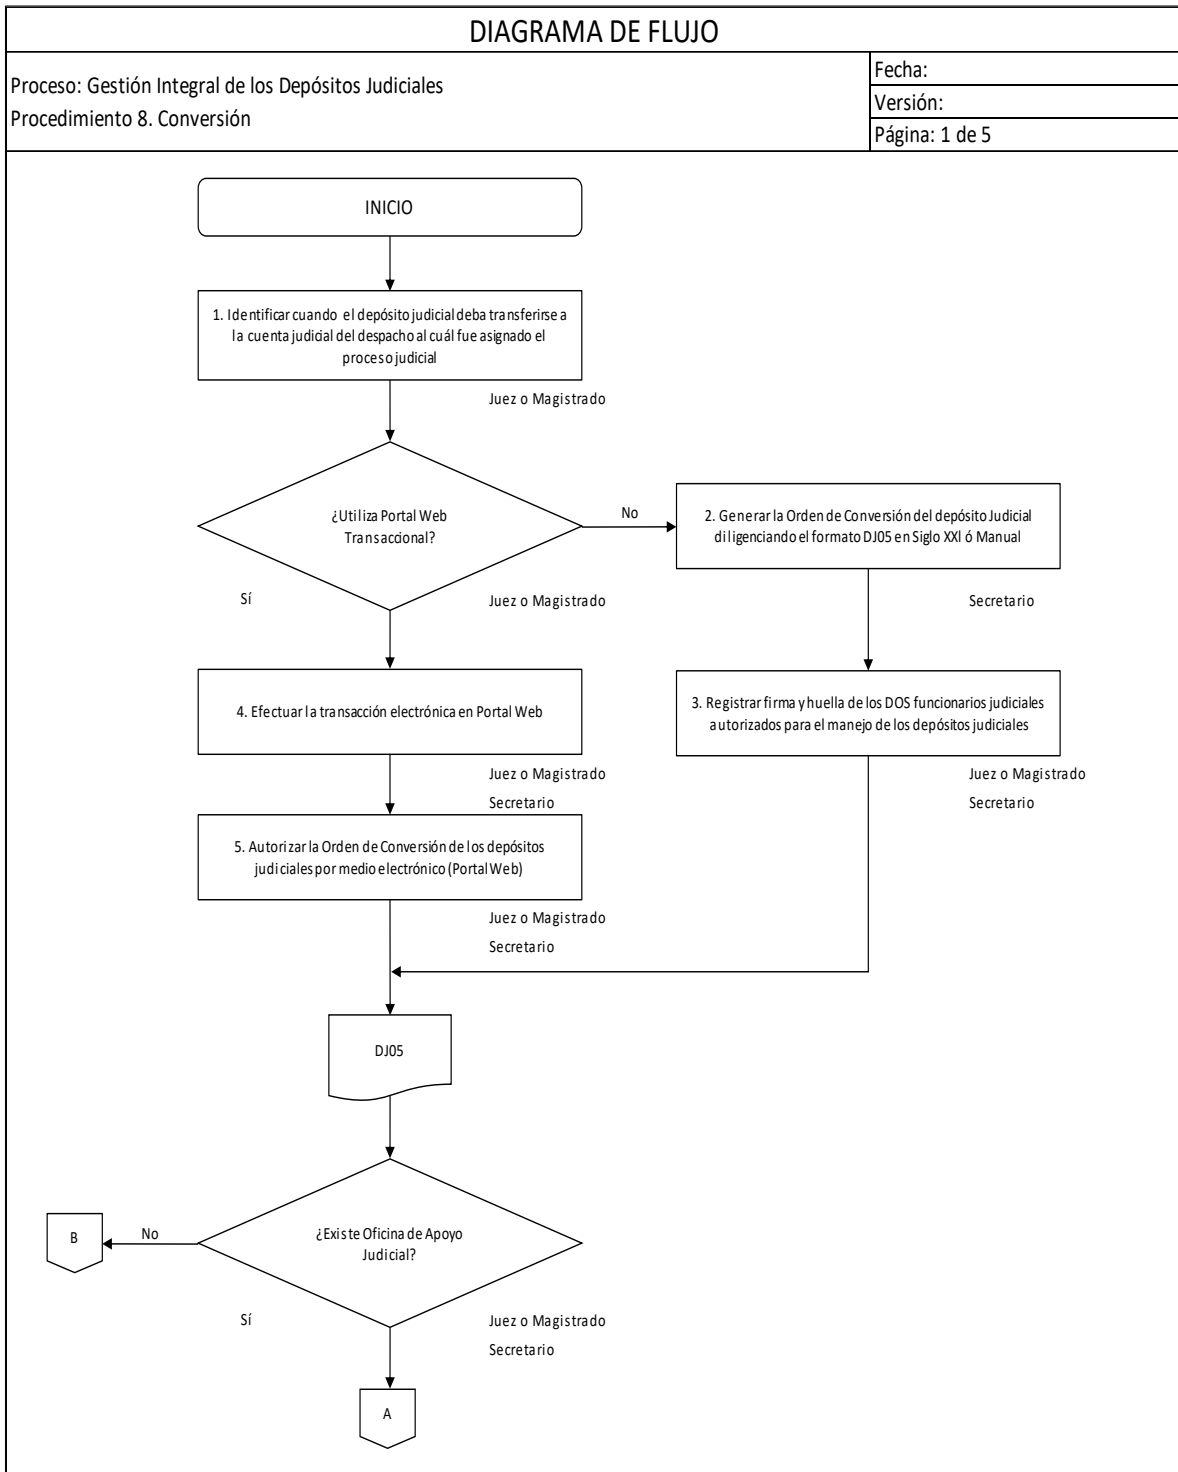 DIAGRAMA DE FLUJO
Proceso: Gestión Integral de los Depósitos Judiciales
Procedimiento 8. Conversión
Fecha:
Versión:
Página: 1 de 5
INICIO
1. Identificar cuando el depósito judicial deba transferirse a
la cuenta judicial del despacho al cuál fue asignado el
proceso judicial
Juez o Magistrado
¿Utiliza Portal Web
Transaccional?
No
2. Generar la Orden de Conversión del depósito Judicial
diligenciando el formato DJ05 en Siglo XXI ó Manual
Sí
Juez o Magistrado
Secretario
4. Efectuar la transacción electrónica en Portal Web
3. Registrar firma y huella de los DOS funcionarios judiciales
autorizados para el manejo de los depósitos judiciales
Juez o Magistrado
Secretario
Juez o Magistrado
Secretario
5. Autorizar la Orden de Conversión de los depósitos
judiciales por medio electrónico (Portal Web)
Juez o Magistrado
Secretario
DJ05
¿Existe Oficina de Apoyo
Judicial?
No
B
Sí
Juez o Magistrado
Secretario
A